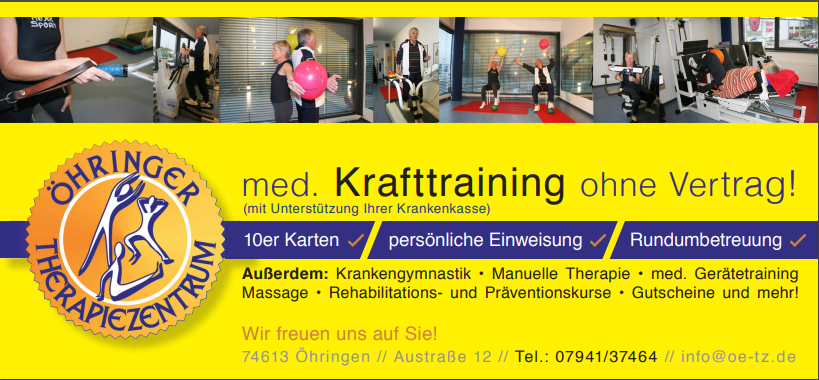 ÖHRINGER
THERAPIEZENTRUM
med. Krafttraining ohne Vertrag!
(mit Unterstützung Ihrer Krankenkasse)
10er Karten ✓ persönliche Einweisung ✓ Rundumbetreuung ✓
Außerdem: Krankengymnastik • Manuelle Therapie • med. Gerätetraining
Massage • Rehabilitations- und Präventionskurse • Gutscheine und mehr!
Wir freuen uns auf Sie!
74613 Öhringen // Austraße 12 // Tel.: 07941/37464 // info@oe-tz.de